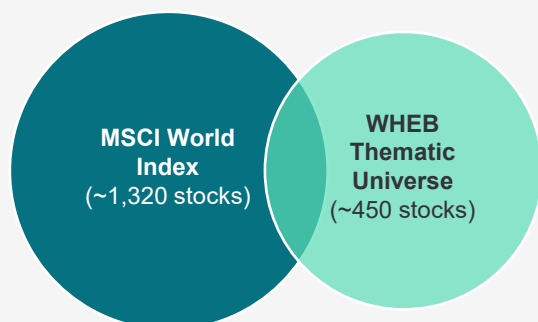 MSCI World
Index
(~1,320 stocks)
WHEB
Thematic
Universe
(~450 stocks)